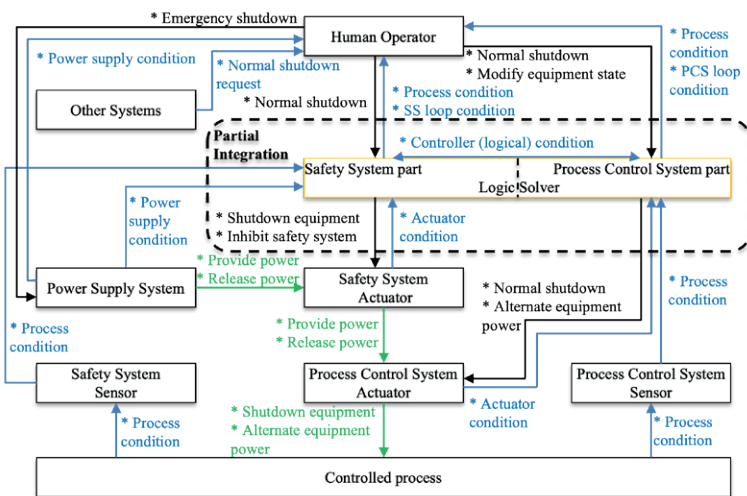 * Emergency shutdown
Human Operator
* Process
condition
* PCS loop
condition
* Power supply condition
* Normal shutdown
request
* Normal shutdown
* Modify equipment state
Other Systems
* Normal shutdown
* Process condition
* SS loop condition
Partial
Integration
* Controller (logical) condition
Safety System part
Process Control System part
Logic Solver
* Power
supply
condition
* Shutdown equipment
* Inhibit safety system
* Actuator
condition
* Provide power
* Release power
Power Supply System
Safety System
Actuator
* Normal shutdown
* Alternate equipment
power
* Process
condition
* Process
condition
* Provide power
* Release power
Safety System
Sensor
Process Control System
Actuator
Process Control System
Sensor
* Process
condition
* Shutdown equipment
* Alternate equipment
power
* Actuator
condition
* Process
condition
Controlled process